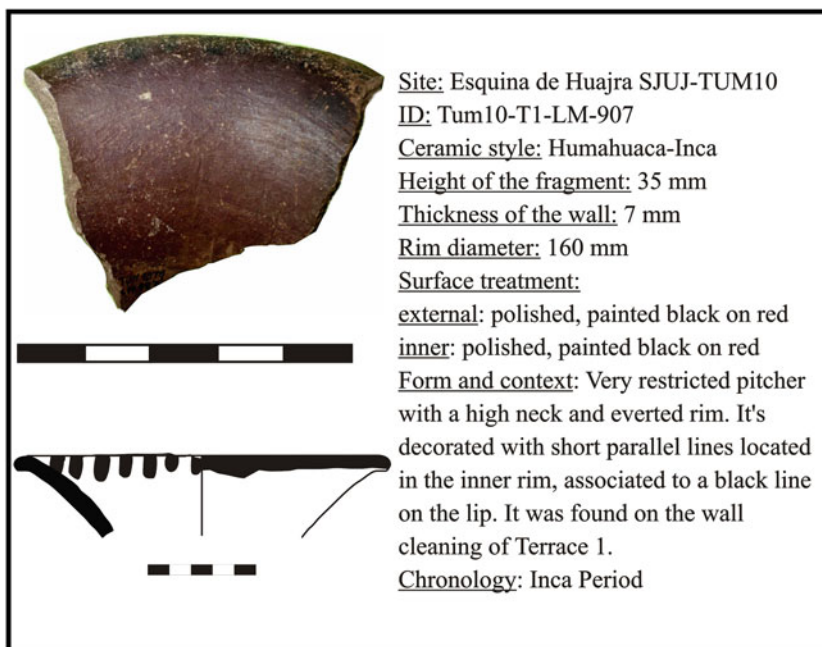 Site: Esquina de Huajra SJUJ-TUM10
ID: Tum10-T1-LM-907
Ceramic style: Humahuaca-Inca
Height of the fragment: 35 mm
Thickness of the wall: 7 mm
Rim diameter: 160 mm
Surface treatment:
external: polished, painted black on red
inner: polished, painted black on red
Form and context: Very restricted pitcher
with a high neck and everted rim. It's
decorated with short parallel lines located
in the inner rim, associated to a black line
on the lip. It was found on the wall
cleaning of Terrace 1.
Chronology: Inca Period